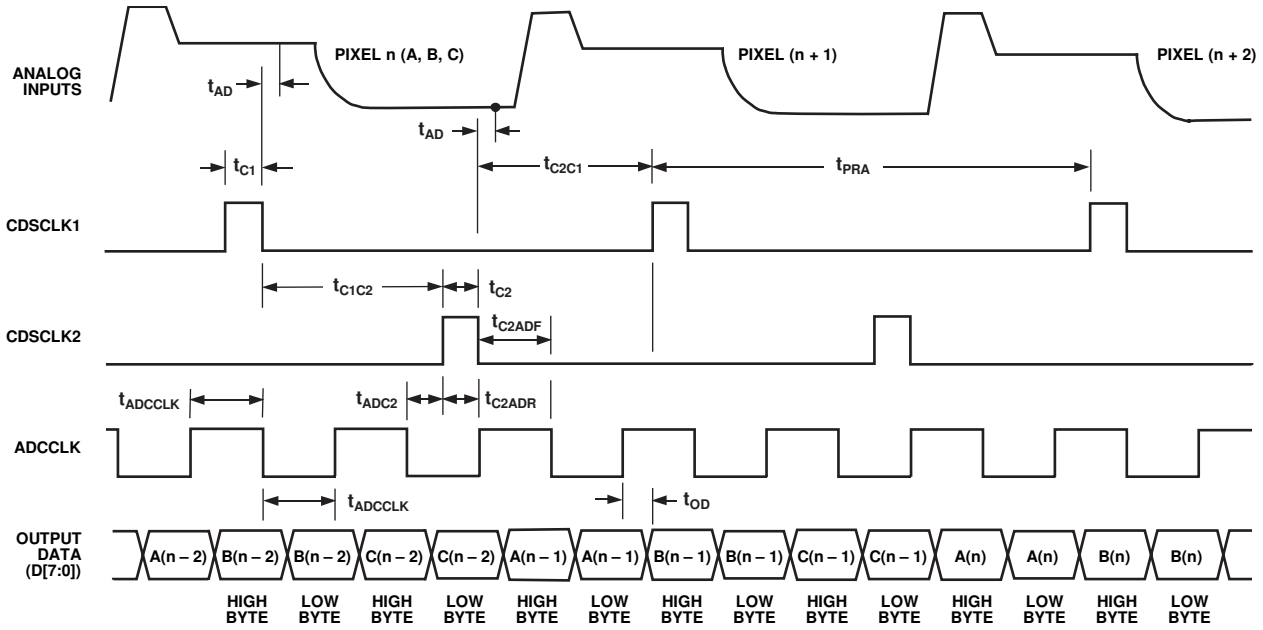 PIXEL n (A, B, C)
PIXEL (n + 1)
PIXEL (n + 2)
ANALOG
INPUTS
tAD
tAD
tC1
tC2C1
tPRA
CDSCLK1
tC1C2
tC2
CDSCLK2
tC2ADF
tADCCLK
tADC2
tC2ADR
ADCCLK
tADCCLK
tOD
OUTPUT
DATA
(D[7:0])
A(n – 2) B(n – 2) B(n – 2) C(n – 2) C(n – 2) A(n – 1) A(n – 1) B(n – 1) B(n – 1) C(n – 1) C(n – 1) A(n) A(n) B(n) B(n)
HIGH LOW HIGH LOW HIGH LOW HIGH LOW HIGH LOW HIGH LOW HIGH LOW
BYTE BYTE BYTE BYTE BYTE BYTE BYTE BYTE BYTE BYTE BYTE BYTE BYTE BYTE